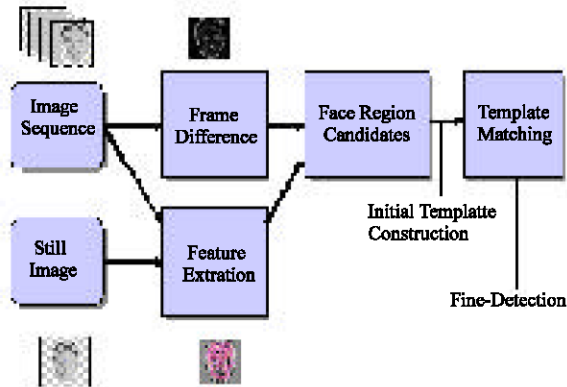 Image
Sequence
Frame
Difference
Face Region
Candidates
Template
Matching
Initial Templatte
Construction
Still
Image
Feature
Extration
Fine-Detection